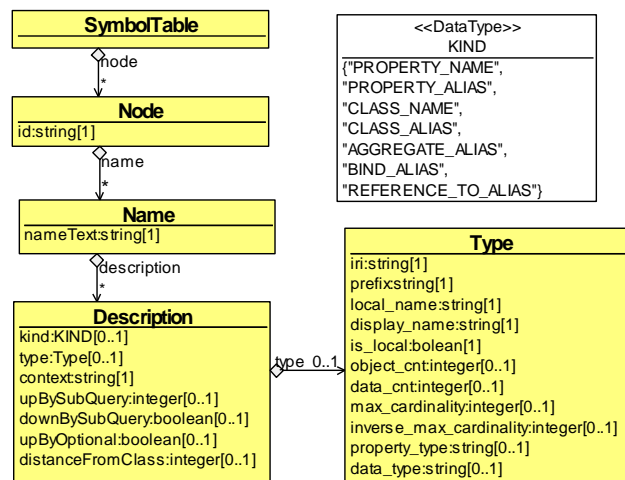 SymbolTable
node
*
Node
id:string[1]
name
*
Name
nameText:string[1]
description
*
Description
kind:KIND[0..1]
type:Type[0..1]
context:string[1]
upBySubQuery:integer[0..1]
downBySubQuery:boolean[0..1]
upByOptional:boolean[0..1]
distanceFromClass:integer[0..1]
type 0..1
<<DataType>>
KIND
{"PROPERTY_NAME",
"PROPERTY_ALIAS",
"CLASS_NAME",
"CLASS_ALIAS",
"AGGREGATE_ALIAS",
"BIND_ALIAS",
"REFERENCE_TO_ALIAS"}
Type
iri:string[1]
prefix:string[1]
local_name:string[1]
display_name:string[1]
is_local:bolean[1]
object_cnt:integer[0..1]
data_cnt:integer[0..1]
max_cardinality:integer[0..1]
inverse_max_cardinality:integer[0..1]
property_type:string[0..1]
data_type:string[0..1]